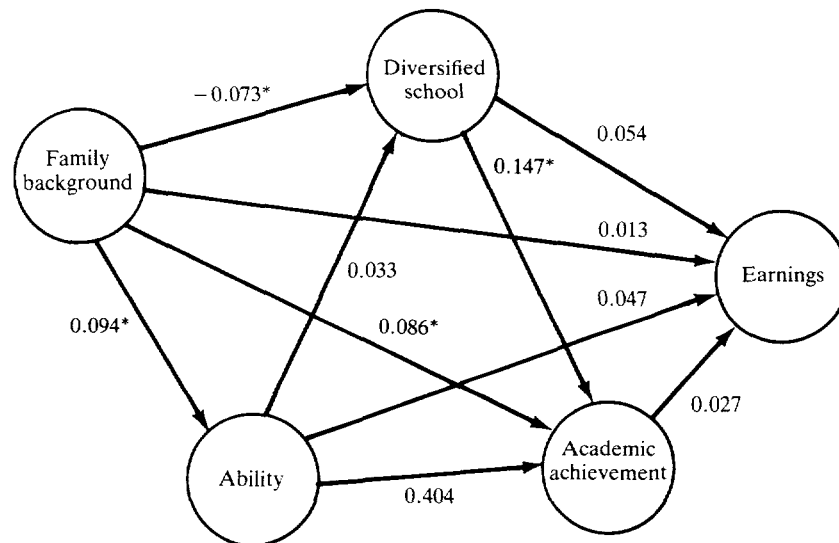 Diversified
school
−0.073*
0.054
Family
background
0.147*
0.013
Earnings
0.033
0.047
0.094*
0.086*
0.027
Ability
Academic
achievement
0.404